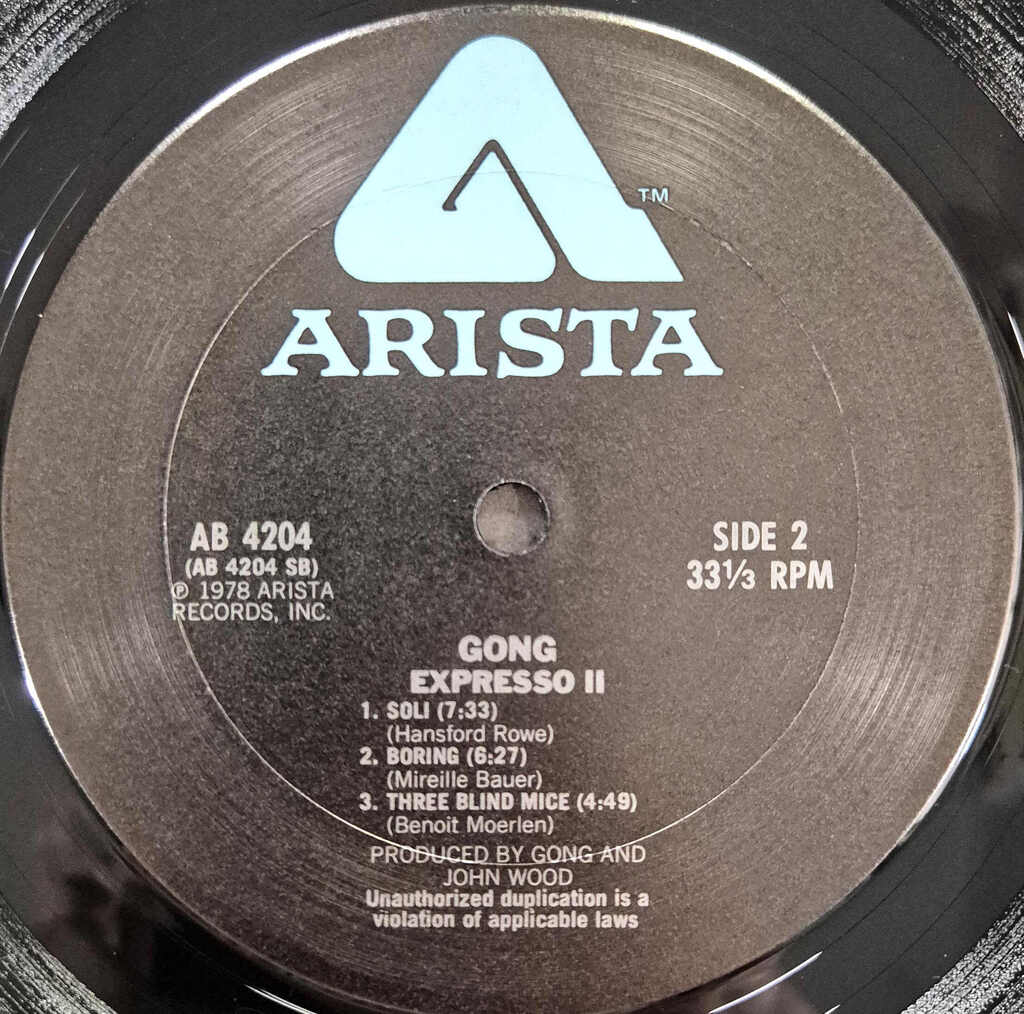 TM
ARISTA
AB 4204
(AB 4204 SB)
℗ 1978 ARISTA
RECORDS, INC.
SIDE 2
33⅓ RPM
GONG
EXPRESSO II
1. SOLI (7:33)
(Hansford Rowe)
2. BORING (6:27)
(Mireille Bauer)
3. THREE BLIND MICE (4:49)
(Benoit Moerlen)
PRODUCED BY GONG AND
JOHN WOOD
Unauthorized duplication is a
violation of applicable laws